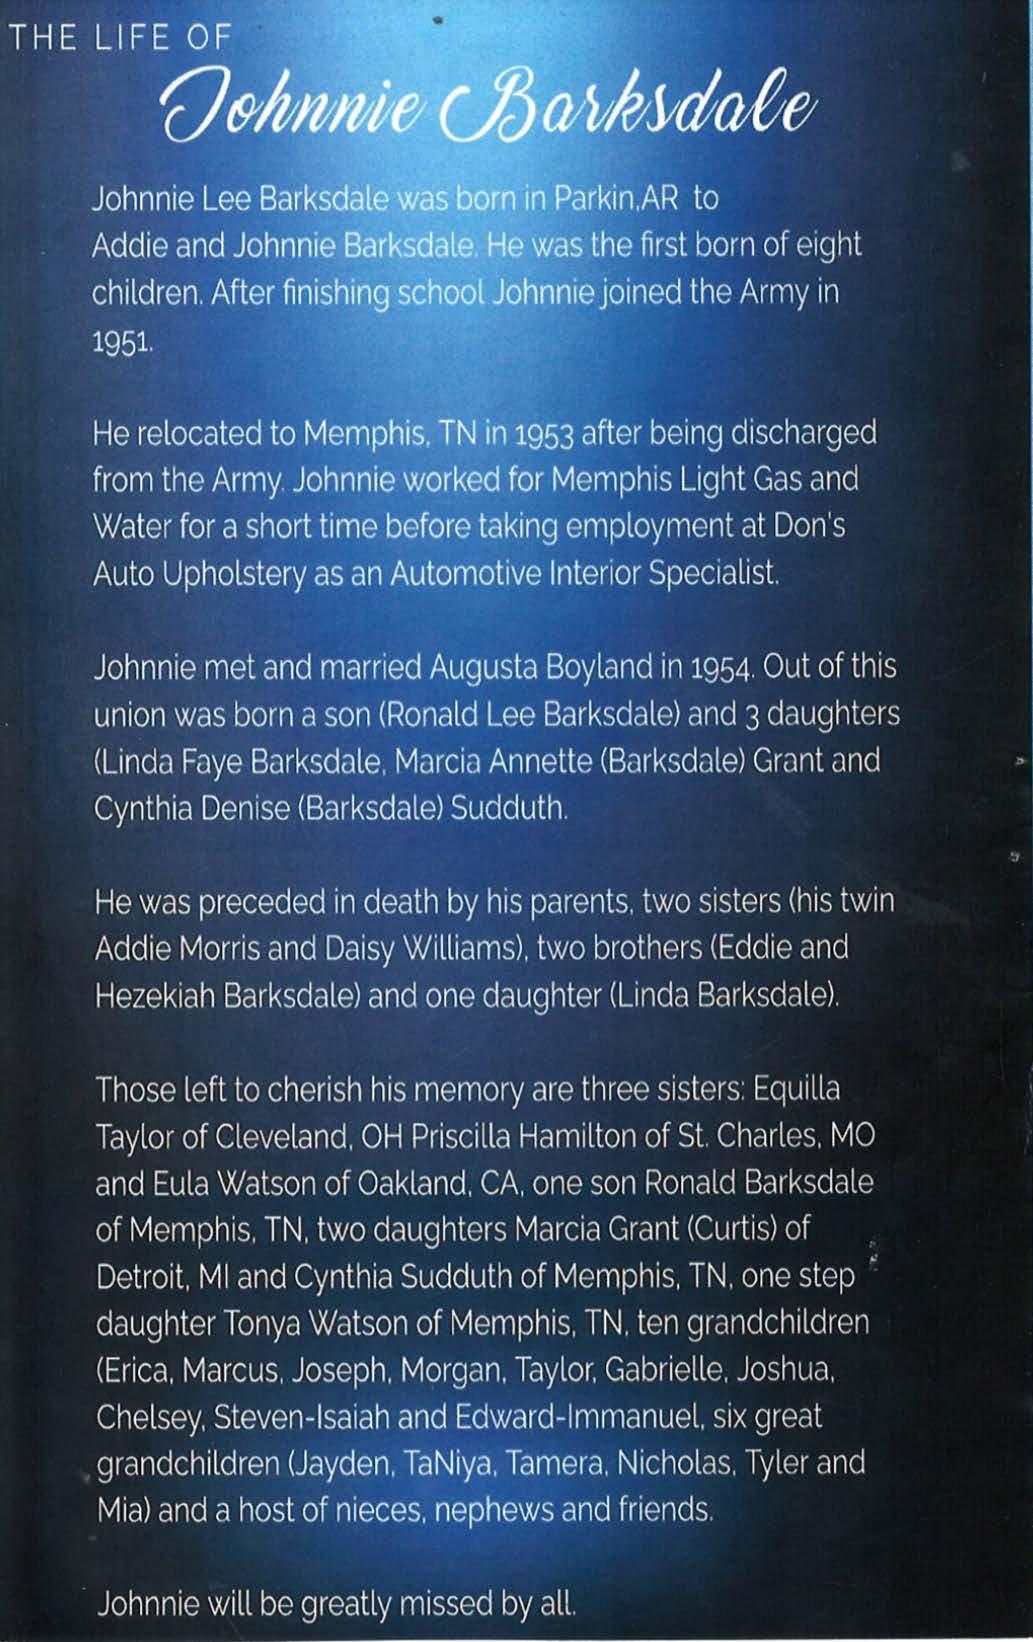 THE LIFE OF
Johnnie Barksdale
Johnnie Lee Barksdale was born in Parkin,AR to
Addie and Johnnie Barksdale. He was the first born of eight
children. After finishing school Johnnie joined the Army in
1951.
He relocated to Memphis, TN in 1953 after being discharged
from the Army. Johnnie worked for Memphis Light Gas and
Water for a short time before taking employment at Don's
Auto Upholstery as an Automotive Interior Specialist.
Johnnie met and married Augusta Boyland in 1954. Out of this
union was born a son (Ronald Lee Barksdale) and 3 daughters
(Linda Faye Barksdale, Marcia Annette (Barksdale) Grant and
Cynthia Denise (Barksdale) Sudduth.
He was preceded in death by his parents, two sisters (his twin
Addie Morris and Daisy Williams), two brothers (Eddie and
Hezekiah Barksdale) and one daughter (Linda Barksdale).
Those left to cherish his memory are three sisters: Equilla
Taylor of Cleveland, OH Priscilla Hamilton of St. Charles, MO
and Eula Watson of Oakland, CA, one son Ronald Barksdale
of Memphis, TN, two daughters Marcia Grant (Curtis) of
Detroit, MI and Cynthia Sudduth of Memphis, TN, one step
daughter Tonya Watson of Memphis, TN, ten grandchildren
(Erica, Marcus, Joseph, Morgan, Taylor, Gabrielle, Joshua,
Chelsey, Steven-Isaiah and Edward-Immanuel, six great
grandchildren (Jayden, TaNiya, Tamera, Nicholas, Tyler and
Mia) and a host of nieces, nephews and friends.
Johnnie will be greatly missed by all.